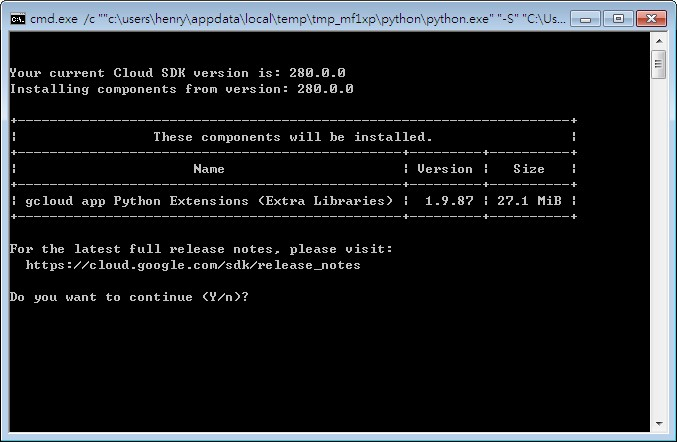 cmd.exe /c ""c:\users\henry\appdata\local\temp\tmp_mf1xp\python\python.exe" "-S" "C:\Us...
Your current Cloud SDK version is: 280.0.0
Installing components from version: 280.0.0
These components will be installed.
Name | Version | Size
gcloud app Python Extensions (Extra Libraries) | 1.9.87 | 27.1 MiB
For the latest full release notes, please visit:
https://cloud.google.com/sdk/release_notes
Do you want to continue (Y/n)?